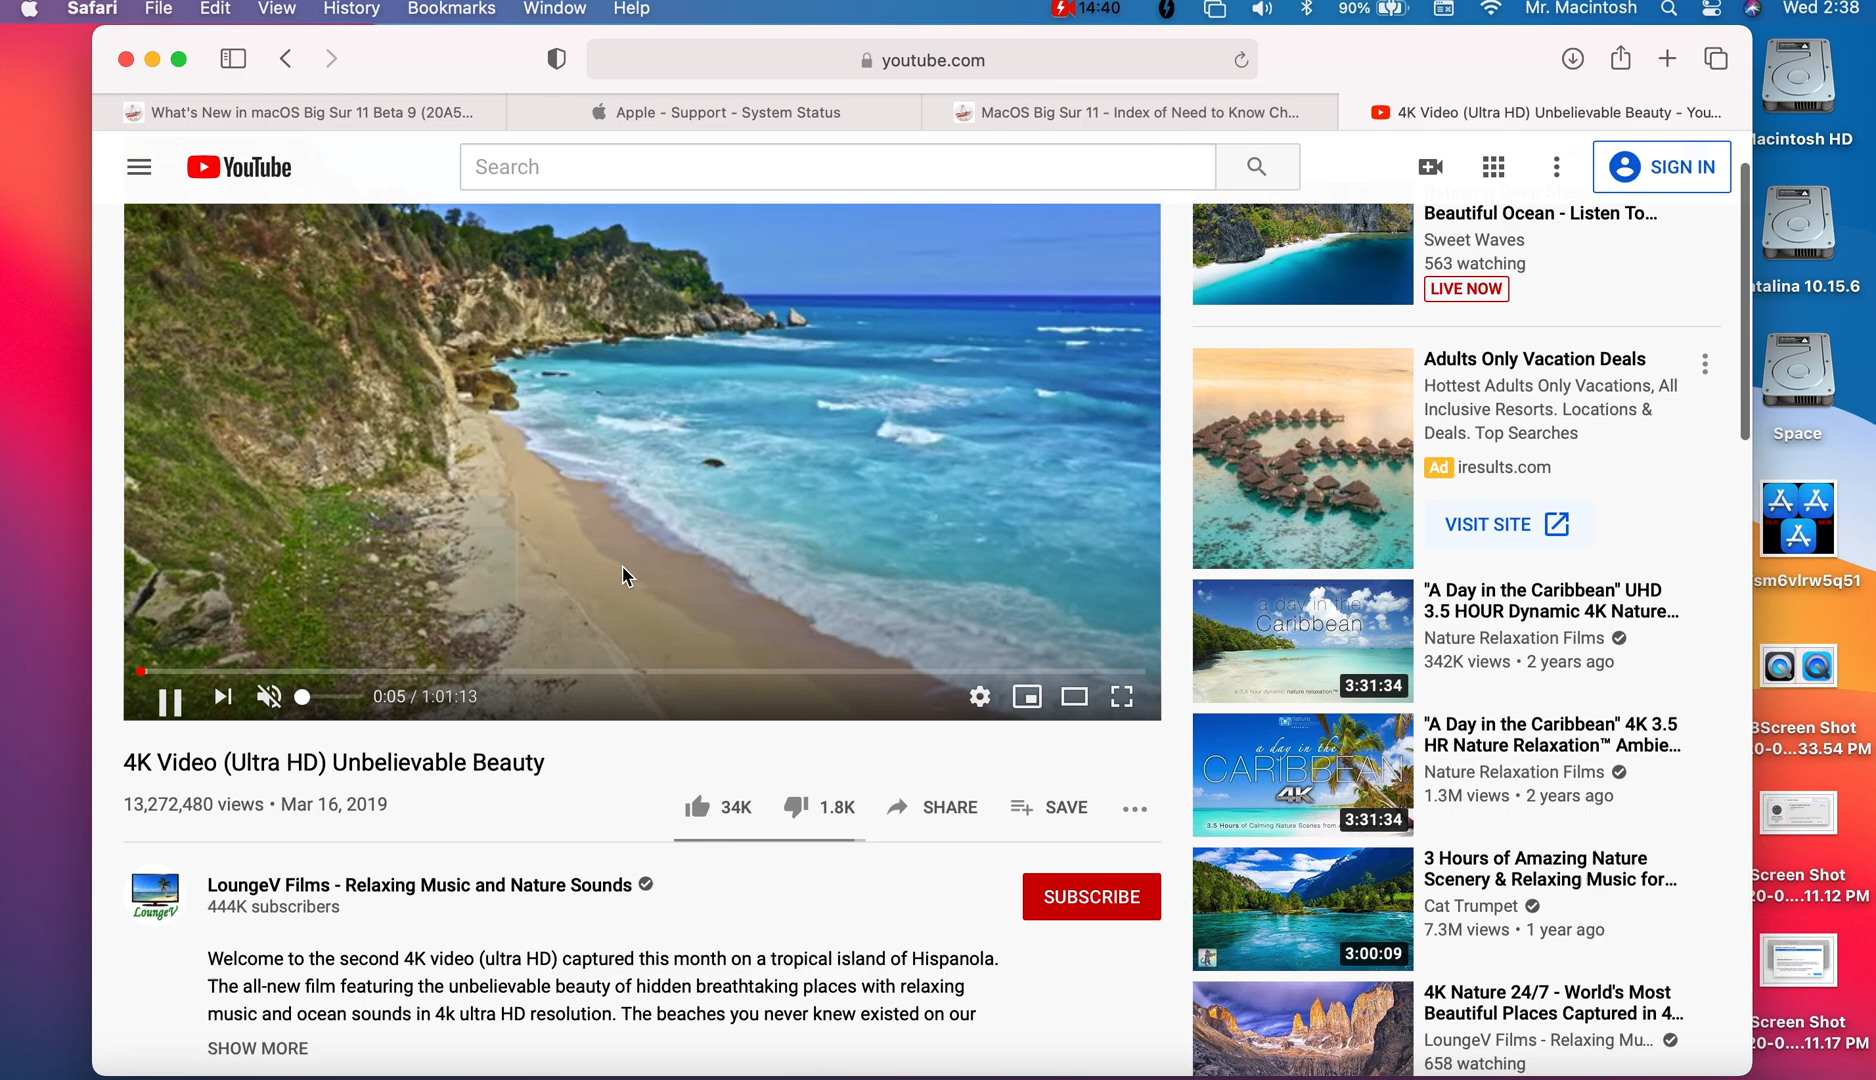 Safari File Edit View History Bookmarks Window Help 14:40 90% Mr. Macintosh Wed 2:38
youtube.com
What's New in macOS Big Sur 11 Beta 9 (20A5... Apple - Support - System Status MacOS Big Sur 11 - Index of Need to Know Ch... 4K Video (Ultra HD) Unbelievable Beauty - You...
YouTube Search SIGN IN
Beautiful Ocean - Listen To...
Sweet Waves
563 watching
LIVE NOW
Adults Only Vacation Deals
Hottest Adults Only Vacations, All
Inclusive Resorts. Locations &
Deals. Top Searches
Ad iresults.com
VISIT SITE
a day in the
Caribbean
3:31:34
"A Day in the Caribbean" UHD
3.5 HOUR Dynamic 4K Nature...
Nature Relaxation Films
342K views • 2 years ago
a day in the
CARIBBEAN
4K
3:31:34
"A Day in the Caribbean" 4K 3.5
HR Nature Relaxation™ Ambie...
Nature Relaxation Films
1.3M views • 2 years ago
3:00:09
3 Hours of Amazing Nature
Scenery & Relaxing Music for...
Cat Trumpet
7.3M views • 1 year ago
4K Nature 24/7 - World's Most
Beautiful Places Captured in 4...
LoungeV Films - Relaxing Mu...
658 watching
0:05 / 1:01:13
4K Video (Ultra HD) Unbelievable Beauty
13,272,480 views • Mar 16, 2019
34K 1.8K SHARE SAVE
LoungeV
LoungeV Films - Relaxing Music and Nature Sounds
444K subscribers
SUBSCRIBE
Welcome to the second 4K video (ultra HD) captured this month on a tropical island of Hispanola.
The all-new film featuring the unbelievable beauty of hidden breathtaking places with relaxing
music and ocean sounds in 4k ultra HD resolution. The beaches you never knew existed on our
SHOW MORE
acintosh HD
talina 10.15.6
Space
sm6vlrw5q51
Screen Shot
20-0...33.54 PM
Screen Shot
20-0....11.12 PM
Screen Shot
20-0....11.17 PM